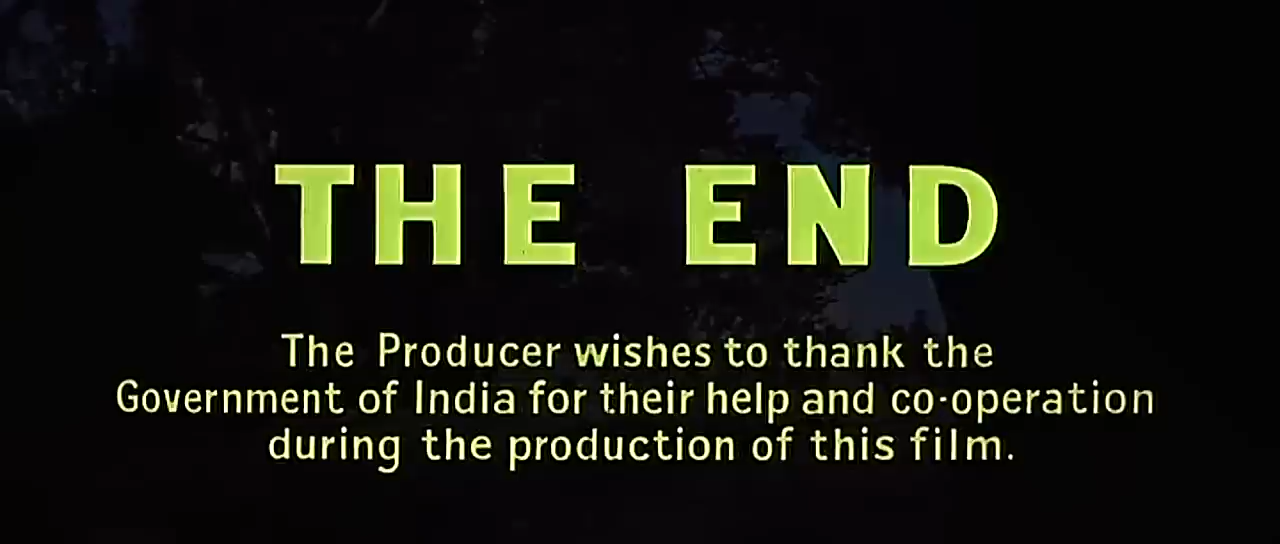 THE END
The Producer wishes to thank the
Government of India for their help and co-operation
during the production of this film.